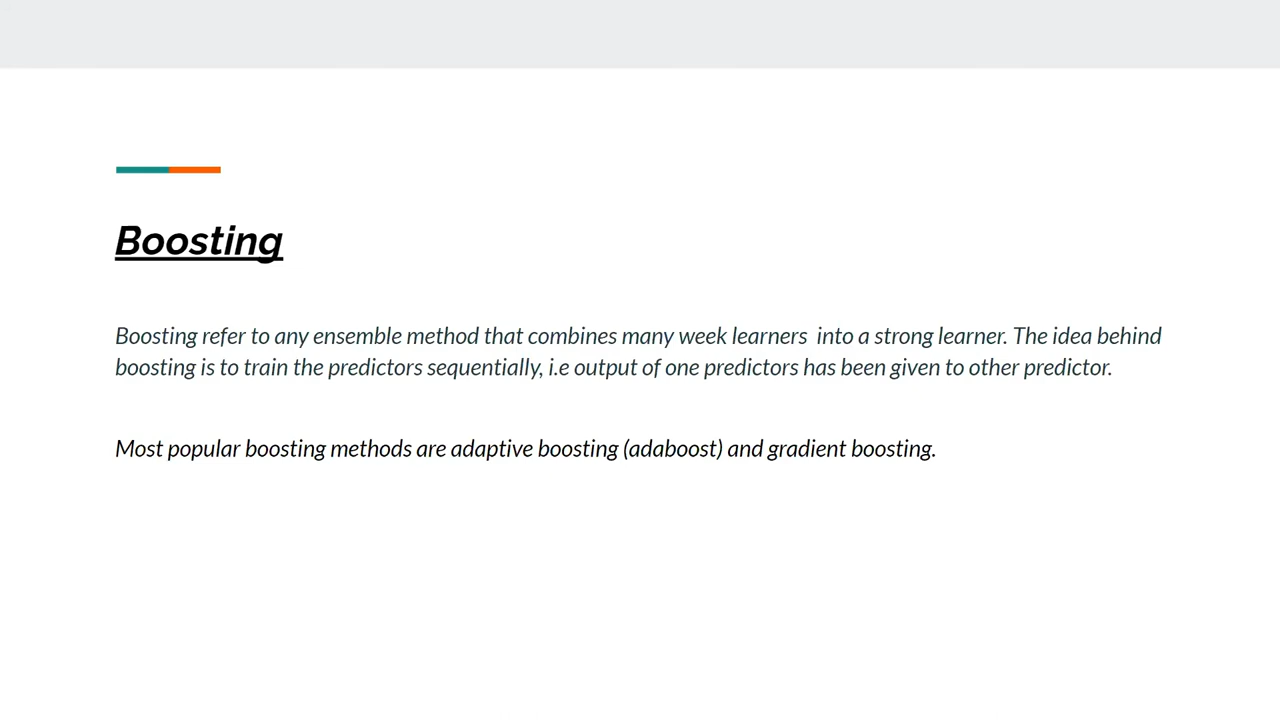 Boosting
Boosting refer to any ensemble method that combines many week learners  into a strong learner. The idea behind
boosting is to train the predictors sequentially, i.e output of one predictors has been given to other predictor.
Most popular boosting methods are adaptive boosting (adaboost) and gradient boosting.